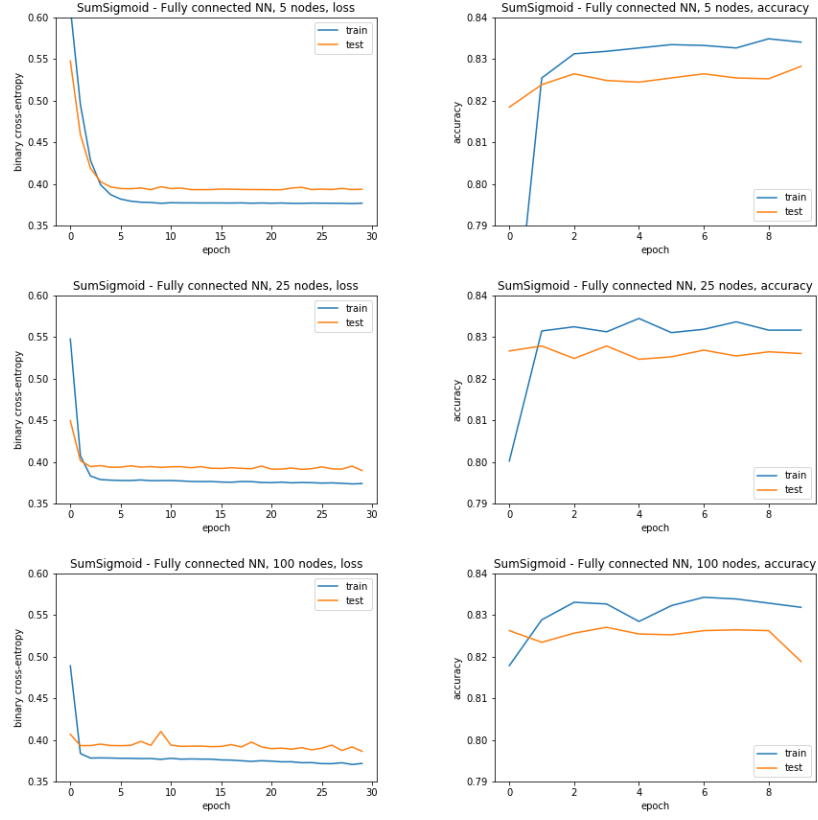 SumSigmoid - Fully connected NN, 5 nodes, loss
0.60
0.55
0.50
0.45
0.40
0.35
binary cross-entropy
train
test
0 5 10 15 20 25 30
epoch
SumSigmoid - Fully connected NN, 5 nodes, accuracy
0.84
0.83
0.82
0.81
0.80
0.79
accuracy
train
test
0 2 4 6 8
epoch
SumSigmoid - Fully connected NN, 25 nodes, loss
0.60
0.55
0.50
0.45
0.40
0.35
binary cross-entropy
train
test
0 5 10 15 20 25 30
epoch
SumSigmoid - Fully connected NN, 25 nodes, accuracy
0.84
0.83
0.82
0.81
0.80
0.79
accuracy
train
test
0 2 4 6 8
epoch
SumSigmoid - Fully connected NN, 100 nodes, loss
0.60
0.55
0.50
0.45
0.40
0.35
binary cross-entropy
train
test
0 5 10 15 20 25 30
epoch
SumSigmoid - Fully connected NN, 100 nodes, accuracy
0.84
0.83
0.82
0.81
0.80
0.79
accuracy
train
test
0 2 4 6 8
epoch